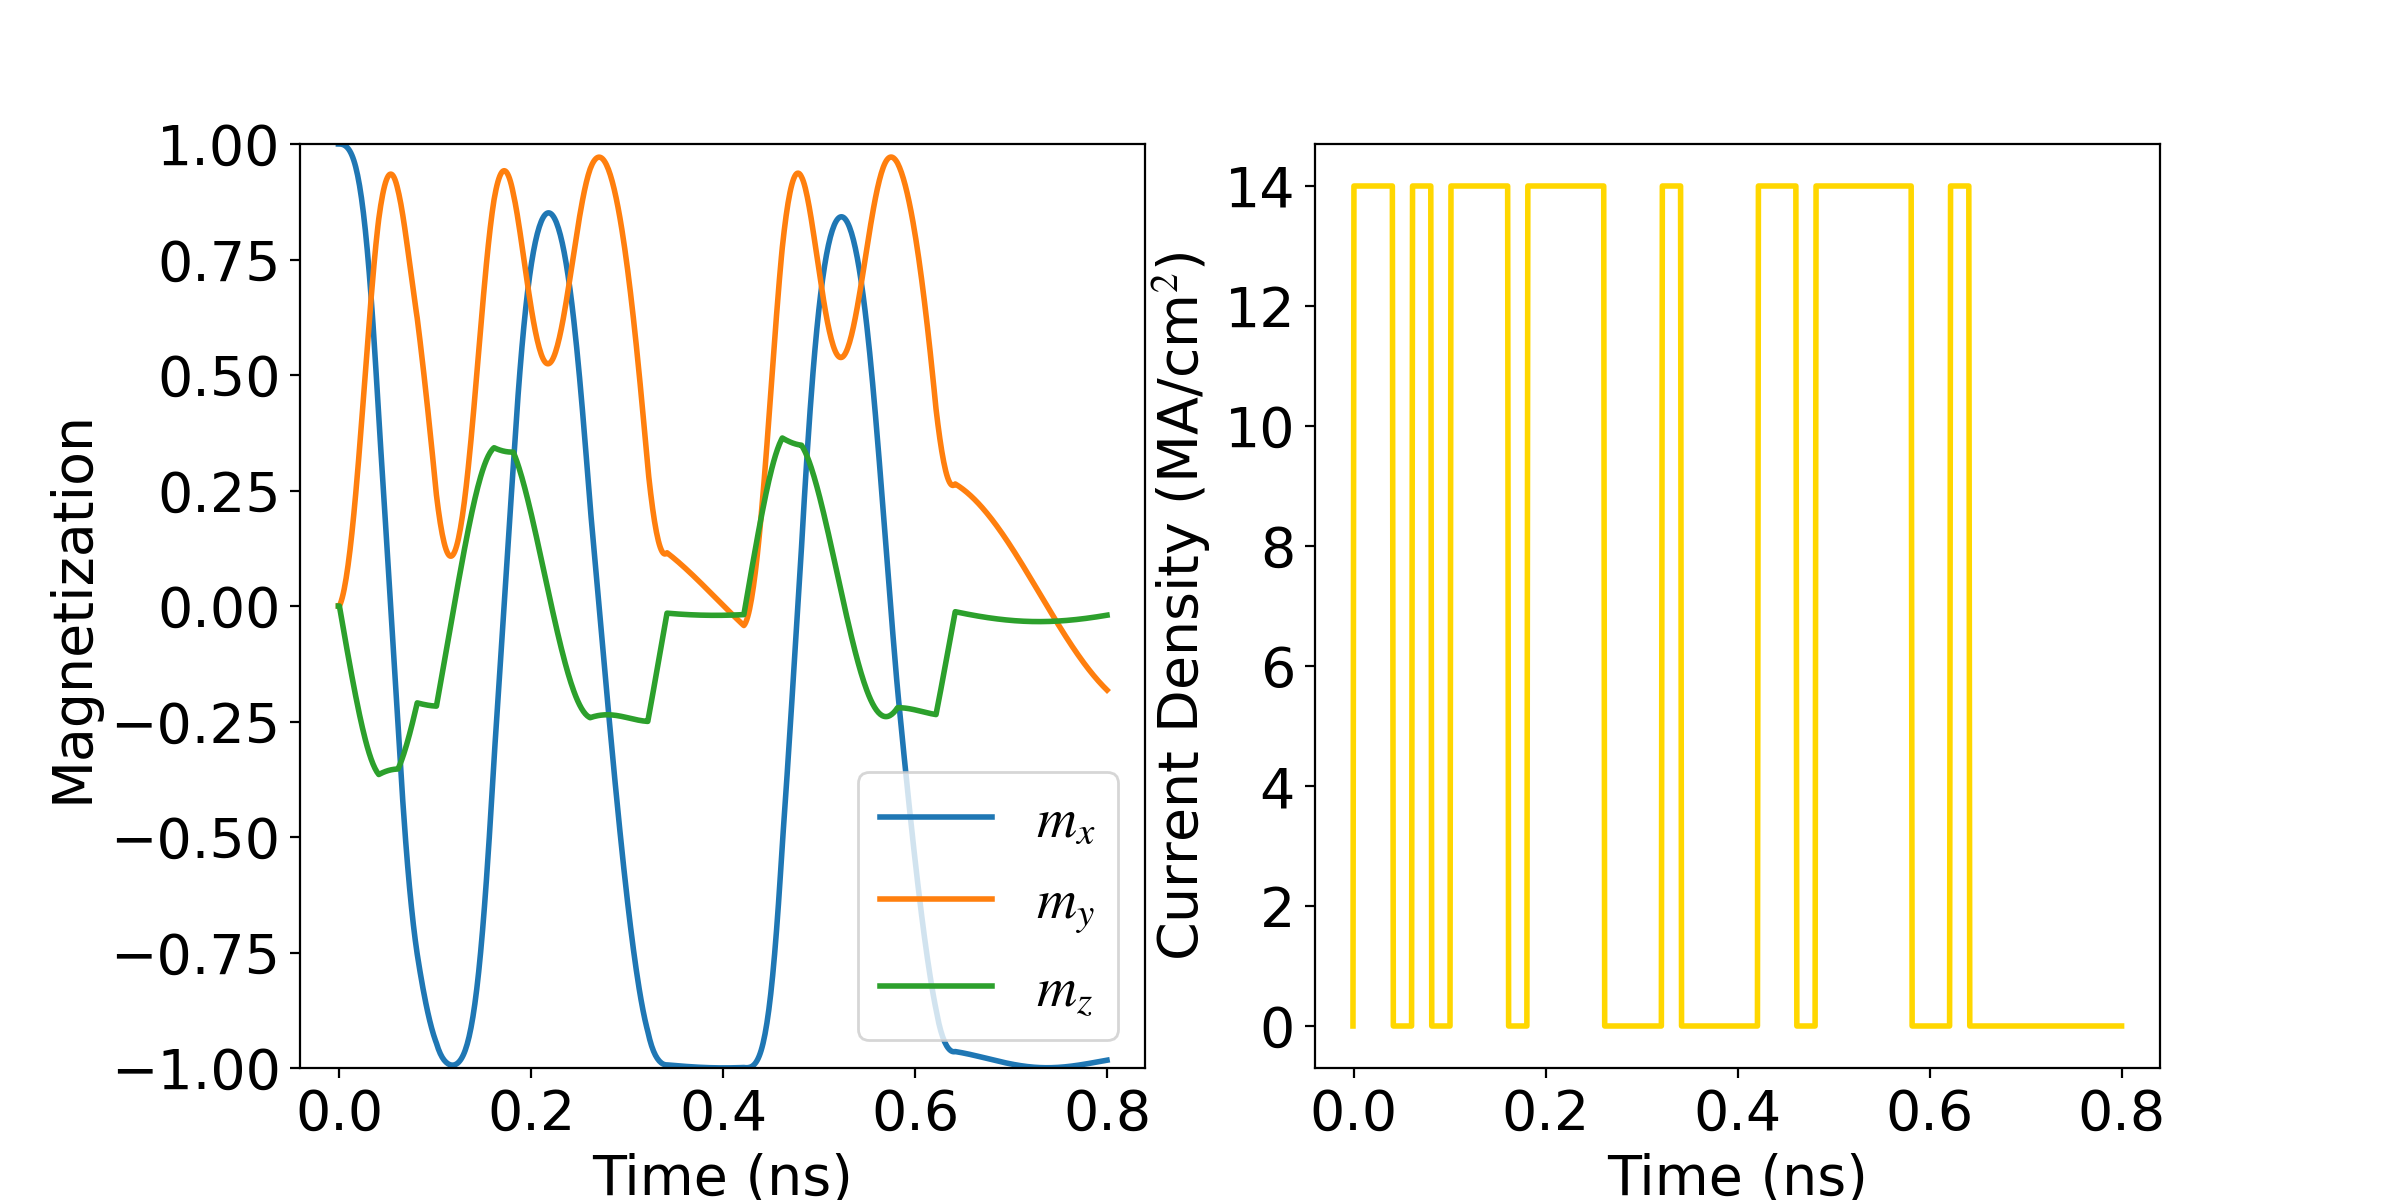 Magnetization
1.00
0.75
0.50
0.25
0.00
−0.25
−0.50
−0.75
−1.00
0.0 0.2 0.4 0.6 0.8
Time (ns)
m_x
m_y
m_z
Current Density (MA/cm²)
14
12
10
8
6
4
2
0
0.0 0.2 0.4 0.6 0.8
Time (ns)